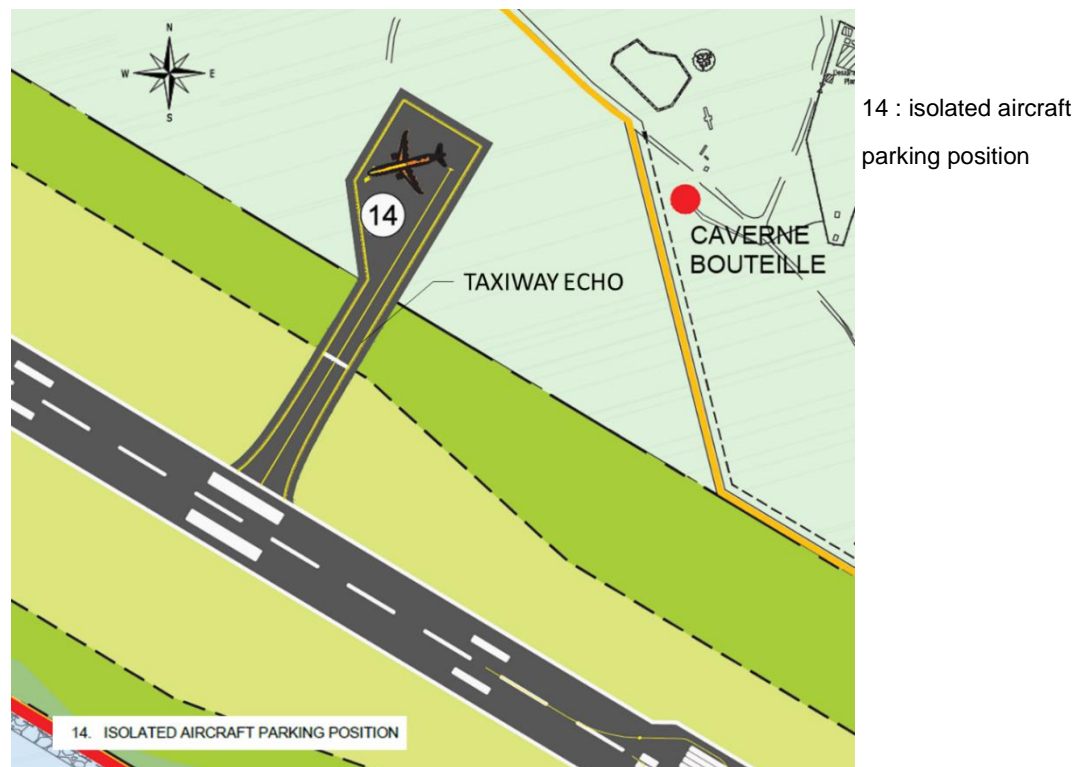 N
W E
S
14 : isolated aircraft
parking position
14
CAVERNE
BOUTEILLE
TAXIWAY ECHO
14. ISOLATED AIRCRAFT PARKING POSITION